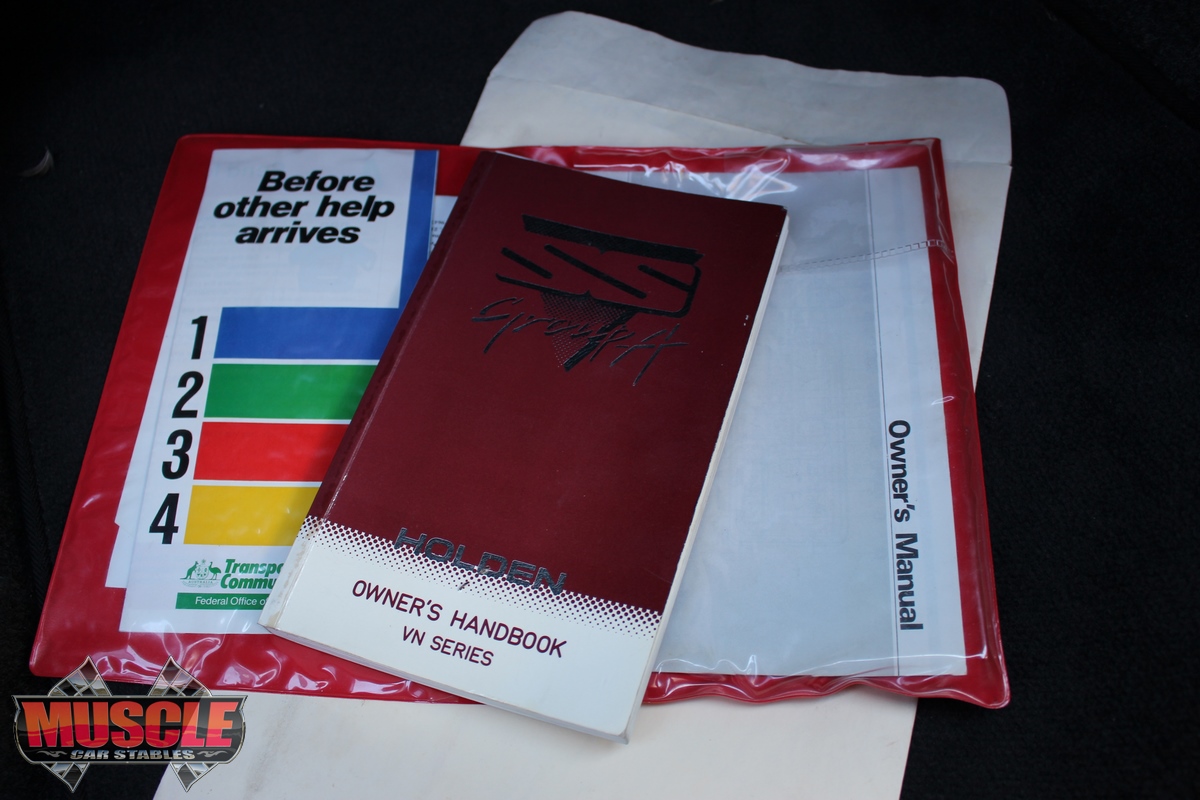 Before
other help
arrives
1
2
3
4
Federal Office of
SS
Group A
HOLDEN
OWNER'S HANDBOOK
VN SERIES
Owner's Manual
MUSCLE
CAR STABLES